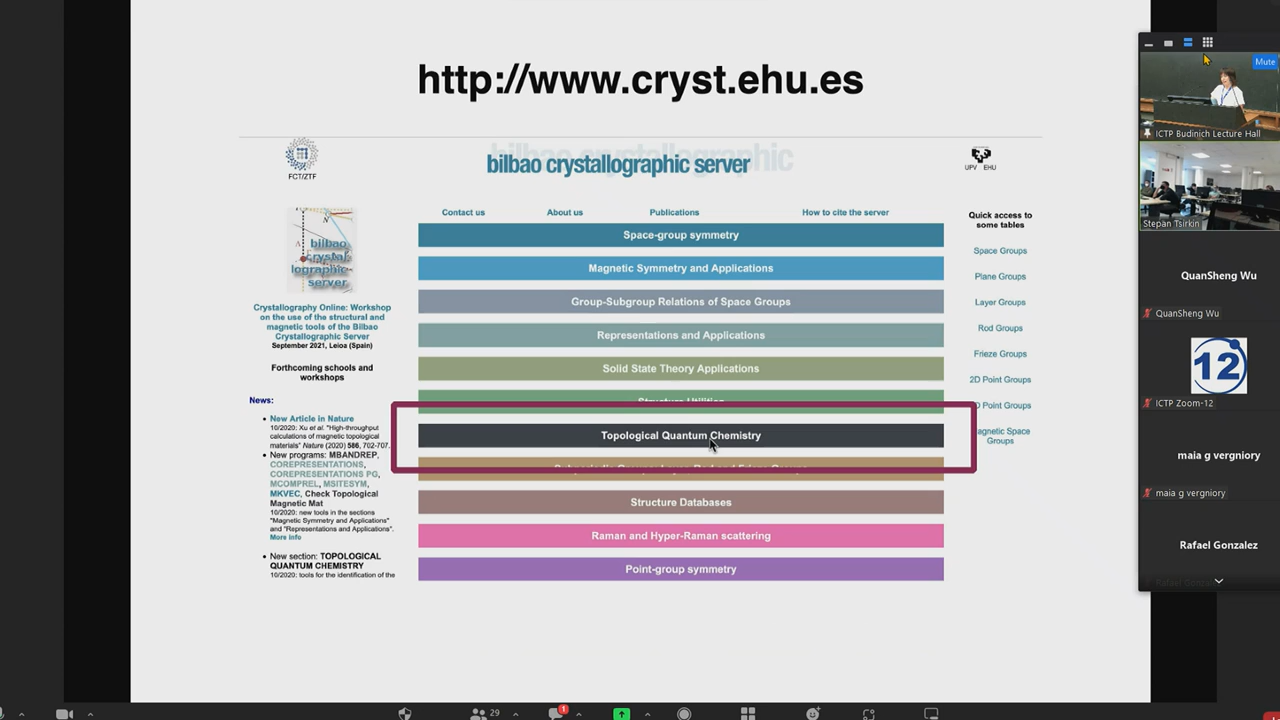 http://www.cryst.ehu.es
FCT/ZTF
bilbao crystallographic server
UPV EHU
Contact us
About us
Publications
How to cite the server
Quick access to
some tables
Space-group symmetry
Magnetic Symmetry and Applications
Group-Subgroup Relations of Space Groups
Representations and Applications
Solid State Theory Applications
Structure Utilities
Topological Quantum Chemistry
Structure Databases
Raman and Hyper-Raman scattering
Point-group symmetry
Space Groups
Plane Groups
Layer Groups
Rod Groups
Frieze Groups
2D Point Groups
Point Groups
Groups
bilbao
crystal
lographic
server
Crystallography Online: Workshop
on the use of the structural and
magnetic tools of the Bilbao
Crystallographic Server
September 2021, Leioa (Spain)
Forthcoming schools and
workshops
News:
• New Article in Nature
10/2020: Xu et al. "High-throughput
calculations of magnetic topological
materials" Nature (2020) 586, 702-707.
• New programs: MBANDREP,
COREPRESENTATIONS,
COREPRESENTATIONS PG,
MCOMPREL, MSITESYM,
MKVEC, Check Topological
Magnetic Mat
10/2020: new tools in the sections
"Magnetic Symmetry and Applications"
and "Representations and Applications".
More info
• New section: TOPOLOGICAL
QUANTUM CHEMISTRY
10/2020: tools for the identification of the
Mute
ICTP Budinich Lecture Hall
Stepan Tsirkin
QuanSheng Wu
QuanSheng Wu
12
ICTP Zoom-12
maia g vergniory
maia g vergniory
Rafael Gonzalez
29
1